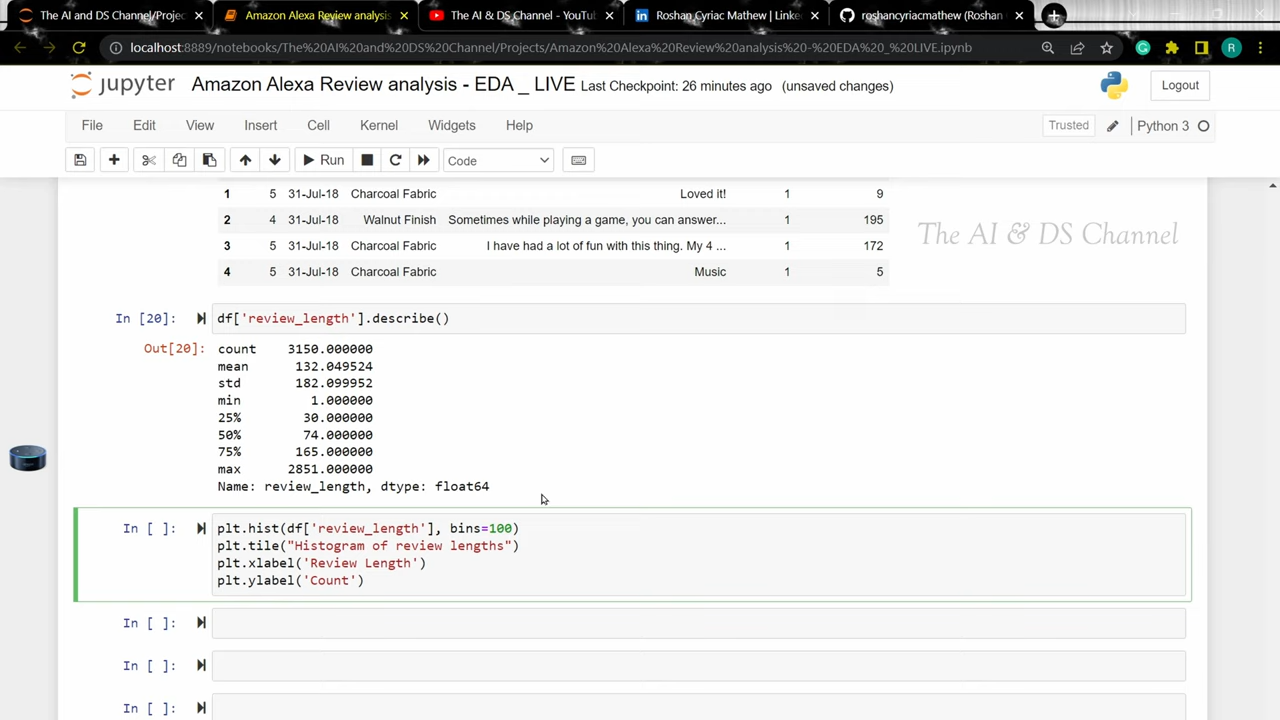 The AI and DS Channel/Projec
Amazon Alexa Review analysis
The AI & DS Channel - YouTu
Roshan Cyriac Mathew | Linke
roshancyriacmathew (Roshan
localhost:8889/notebooks/The%20AI%20and%20DS%20Channel/Projects/Amazon%20Alexa%20Review%20analysis%20-%20EDA%20_%20LIVE.ipynb
R
jupyter Amazon Alexa Review analysis - EDA _ LIVE Last Checkpoint: 26 minutes ago (unsaved changes)
Logout
File Edit View Insert Cell Kernel Widgets Help
Trusted Python 3
Run Code
1 5 31-Jul-18 Charcoal Fabric Loved it! 1 9
2 4 31-Jul-18 Walnut Finish Sometimes while playing a game, you can answer... 1 195
The AI & DS Channel
3 5 31-Jul-18 Charcoal Fabric I have had a lot of fun with this thing. My 4 ... 1 172
4 5 31-Jul-18 Charcoal Fabric Music 1 5
In [20]: df['review_length'].describe()
Out[20]: count 3150.000000
mean 132.049524
std 182.099952
min 1.000000
25% 30.000000
50% 74.000000
75% 165.000000
max 2851.000000
Name: review_length, dtype: float64
In [ ]: plt.hist(df['review_length'], bins=100)
plt.tile("Histogram of review lengths")
plt.xlabel('Review Length')
plt.ylabel('Count')
In [ ]:
In [ ]:
In [ ]: